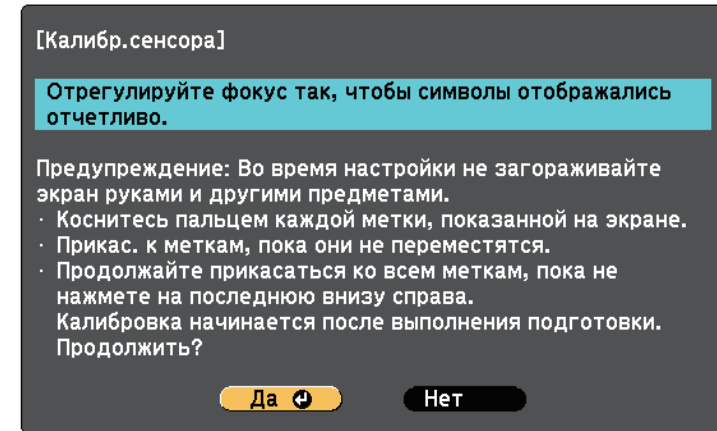 [Калибр.сенсора]
Отрегулируйте фокус так, чтобы символы отображались
отчетливо.
Предупреждение: Во время настройки не загораживайте
экран руками и другими предметами.
· Коснитесь пальцем каждой метки, показанной на экране.
· Прикас. к меткам, пока они не переместятся.
· Продолжайте прикасаться ко всем меткам, пока не
нажмете на последнюю внизу справа.
Калибровка начинается после выполнения подготовки.
Продолжить?
Да Нет